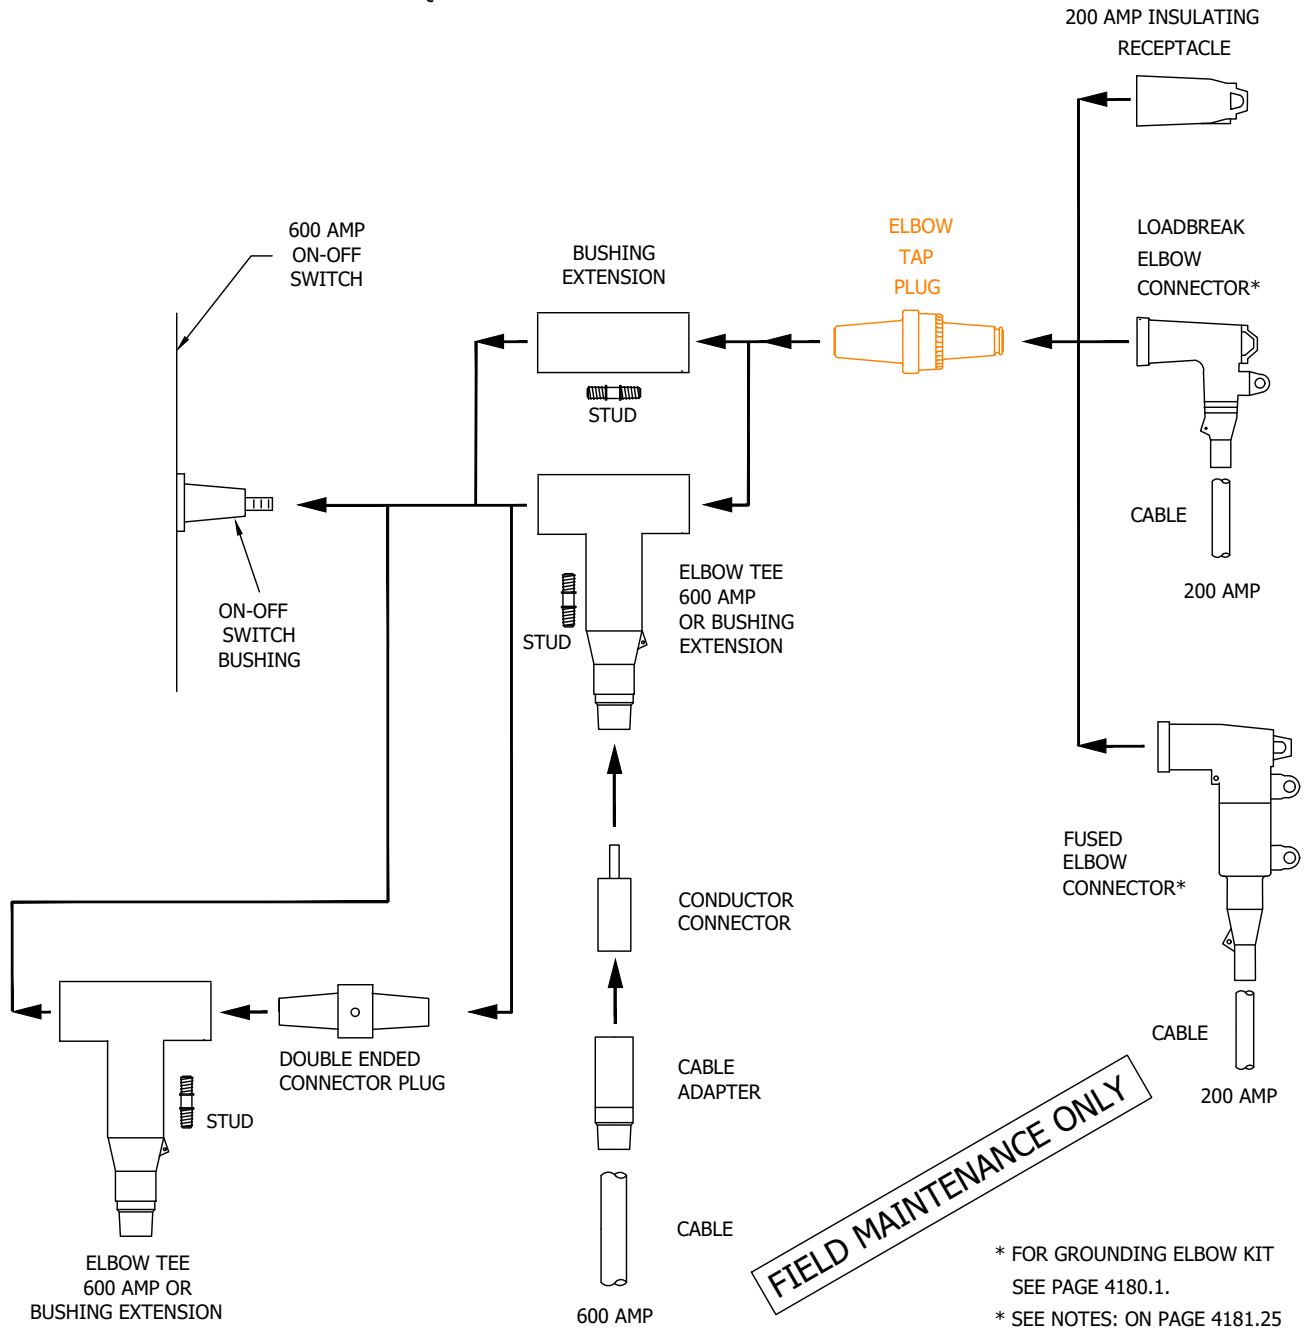 200 AMP INSULATING
RECEPTACLE
600 AMP
ON-OFF
SWITCH
BUSHING
EXTENSION
ELBOW
TAP
PLUG
LOADBREAK
ELBOW
CONNECTOR*
STUD
CABLE
200 AMP
ON-OFF
SWITCH
BUSHING
STUD
ELBOW TEE
600 AMP
OR BUSHING
EXTENSION
FUSED
ELBOW
CONNECTOR*
CONDUCTOR
CONNECTOR
CABLE
200 AMP
DOUBLE ENDED
CONNECTOR PLUG
STUD
CABLE
ADAPTER
FIELD MAINTENANCE ONLY
CABLE
600 AMP
ELBOW TEE
600 AMP OR
BUSHING EXTENSION
* FOR GROUNDING ELBOW KIT
SEE PAGE 4180.1.
* SEE NOTES: ON PAGE 4181.25